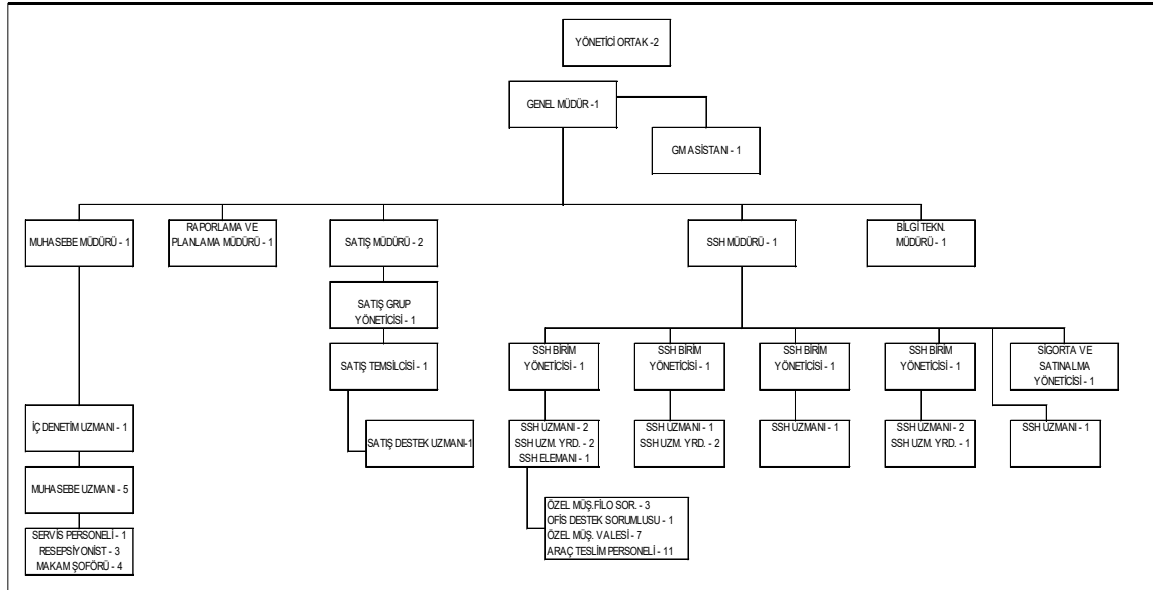 YÖNETİCİ ORTAK -2
GENEL MÜDÜR -1
GM ASİSTANI - 1
MUHASEBE MÜDÜRÜ - 1
RAPORLAMA VE
PLANLAMA MÜDÜRÜ - 1
SATIŞ MÜDÜRÜ - 2
SSH MÜDÜRÜ - 1
BİLGİ TEKN.
MÜDÜRÜ - 1
SATIŞ GRUP
YÖNETİCİSİ - 1
SATIŞ TEMSİLCİSİ - 1
SSH BİRİM
YÖNETİCİSİ - 1
SSH BİRİM
YÖNETİCİSİ - 1
SSH BİRİM
YÖNETİCİSİ - 1
SSH BİRİM
YÖNETİCİSİ - 1
SİGORTA VE
SATINALMA
YÖNETİCİSİ - 1
İÇ DENETİM UZMANI - 1
SATIŞ DESTEK UZMANI-1
SSH UZMANI - 2
SSH UZM. YRD. - 2
SSH ELEMANI - 1
SSH UZMANI - 1
SSH UZM. YRD. - 2
SSH UZMANI - 1
SSH UZMANI - 2
SSH UZM. YRD. - 1
SSH UZMANI - 1
MUHASEBE UZMANI - 5
SERVİS PERSONELİ - 1
RESEPSİYONİST - 3
MAKAM ŞOFÖRÜ - 4
ÖZEL MÜŞ.FİLO SOR. - 3
OFİS DESTEK SORUMLUSU - 1
ÖZEL MÜŞ. VALESİ - 7
ARAÇ TESLİM PERSONELİ - 11